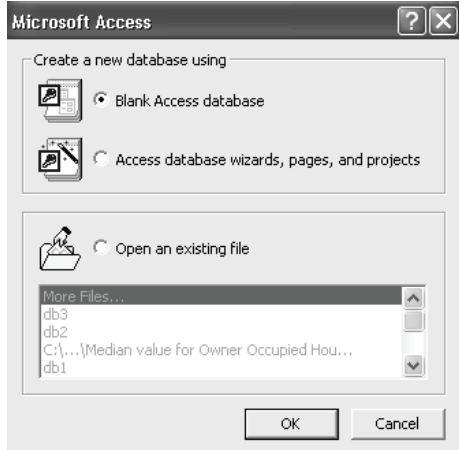 Microsoft Access
Create a new database using
Blank Access database
Access database wizards, pages, and projects
Open an existing file
More Files...
db3
db2
C:\...\Median value for Owner Occupied Hou...
db1
OK
Cancel